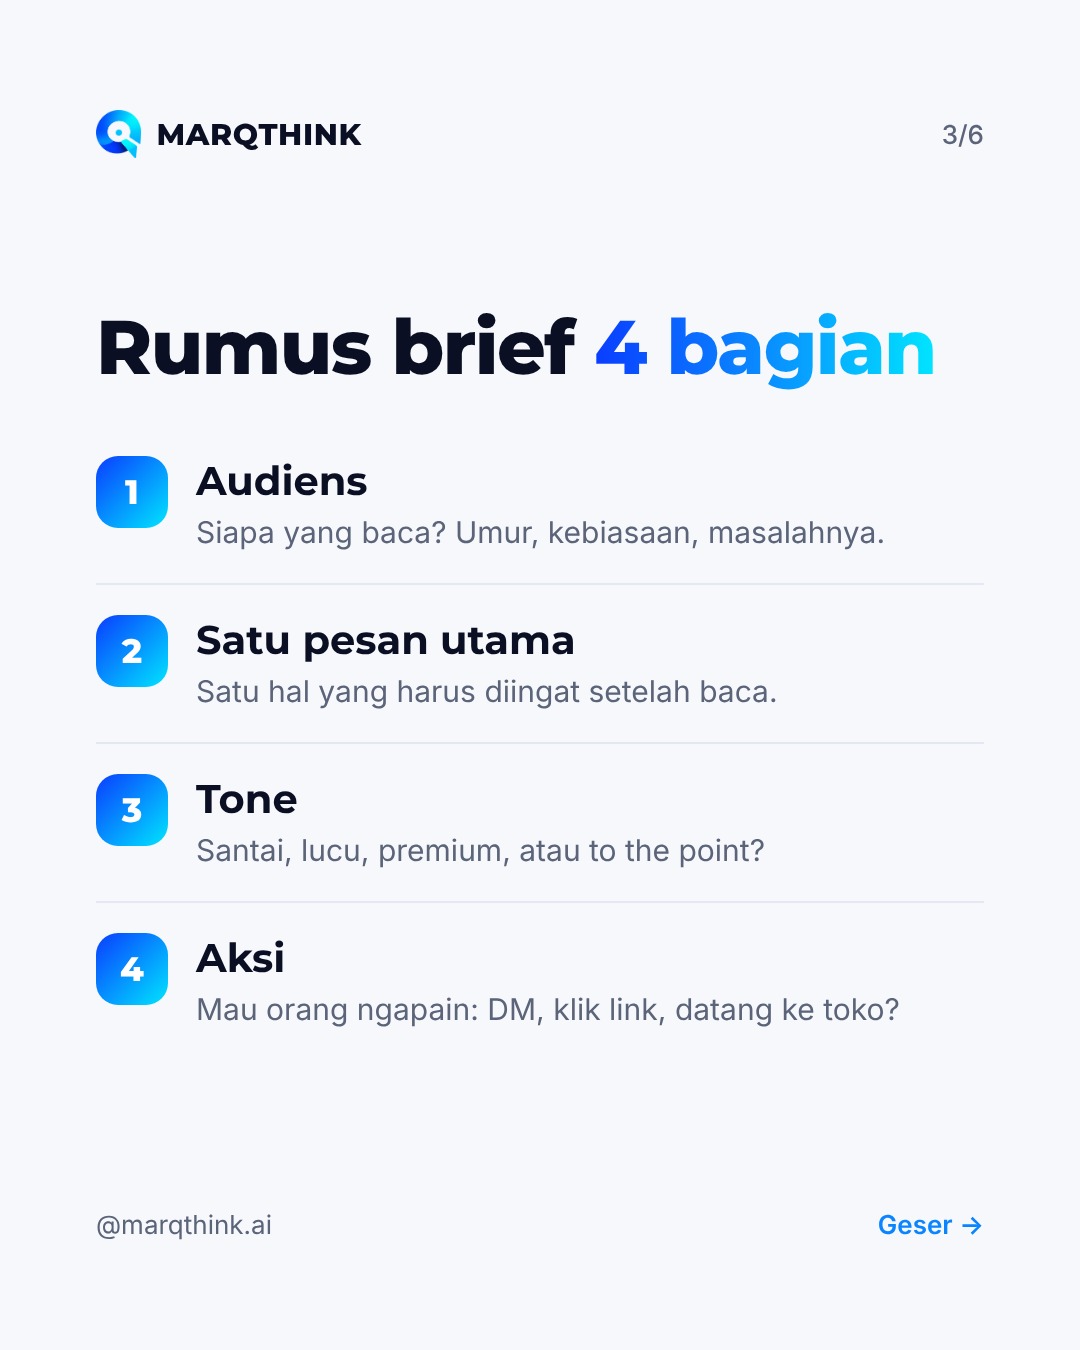 MARQTHINK
3/6
Rumus brief 4 bagian
1
Audiens
Siapa yang baca? Umur, kebiasaan, masalahnya.
2
Satu pesan utama
Satu hal yang harus diingat setelah baca.
3
Tone
Santai, lucu, premium, atau to the point?
4
Aksi
Mau orang ngapain: DM, klik link, datang ke toko?
@marqthink.ai
Geser →